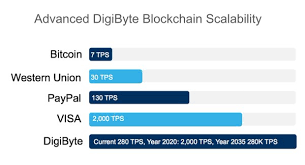 Advanced DigiByte Blockchain Scalability
Bitcoin 7 TPS
Western Union 30 TPS
PayPal 130 TPS
VISA 2,000 TPS
DigiByte Current 280 TPS, Year 2020: 2,000 TPS, Year 2035 280K TPS